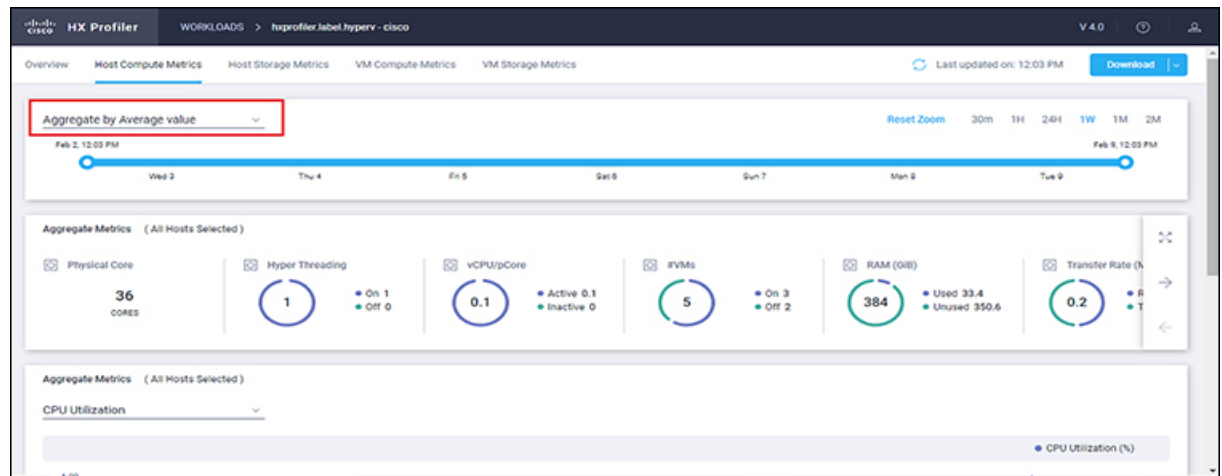 cisco HX Profiler WORKLOADS > hxprofiler.label.hyperv - cisco V 4.0
Overview Host Compute Metrics Host Storage Metrics VM Compute Metrics VM Storage Metrics Last updated on: 12:03 PM Download
Aggregate by Average value Reset Zoom 30m 1H 24H 1W 1M 2M
Feb 2, 12:03 PM Feb 9, 12:03 PM
Wed 3 Thu 4 Fri 5 Sat 6 Sun 7 Mon 8 Tue 9
Aggregate Metrics ( All Hosts Selected )
Physical Core Hyper Threading vCPU/pCore #VMs RAM (GiB) Transfer Rate (M
36 1 On 1 0.1 Active 0.1 5 On 3 384 Used 33.4 0.2
CORES Off 0 Inactive 0 Off 2 Unused 350.6
Aggregate Metrics ( All Hosts Selected )
CPU Utilization
CPU Utilization (%)